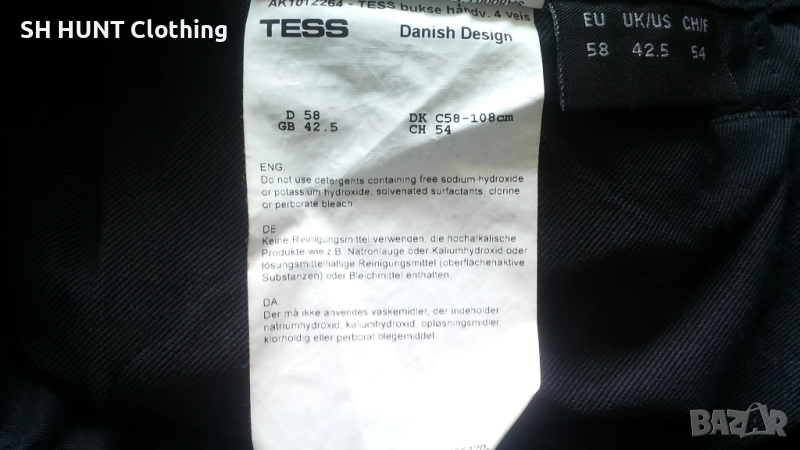 SH HUNT Clothing
AK1012264 - TESS bukse håndv. 4 veis
TESS Danish Design
D 58 DK C58-108cm
GB 42.5 CH 54
ENG:
Do not use detergents containing free sodium-hydroxide
or potassium hydroxide, solvenated surfactants, clorine
or perborate bleach
DE
Keine Reinigungsmittel verwenden, die hochalkalische
Produkte wie z.B. Natronlauge oder Kaliumhydroxid oder
lösungsmittelhaltige Reinigungsmittel (oberflächenaktive
Substanzen) oder Bleichmittel enthalten.
DA
Der må ikke anvendes vaskemidler, der indeholder
natriumhydroxid, kaliumhydroxid, opløsningsmidler
klorholdig eller perborat blegemiddel.
EU UK/US CH/F
58 42.5 54
BAZAR